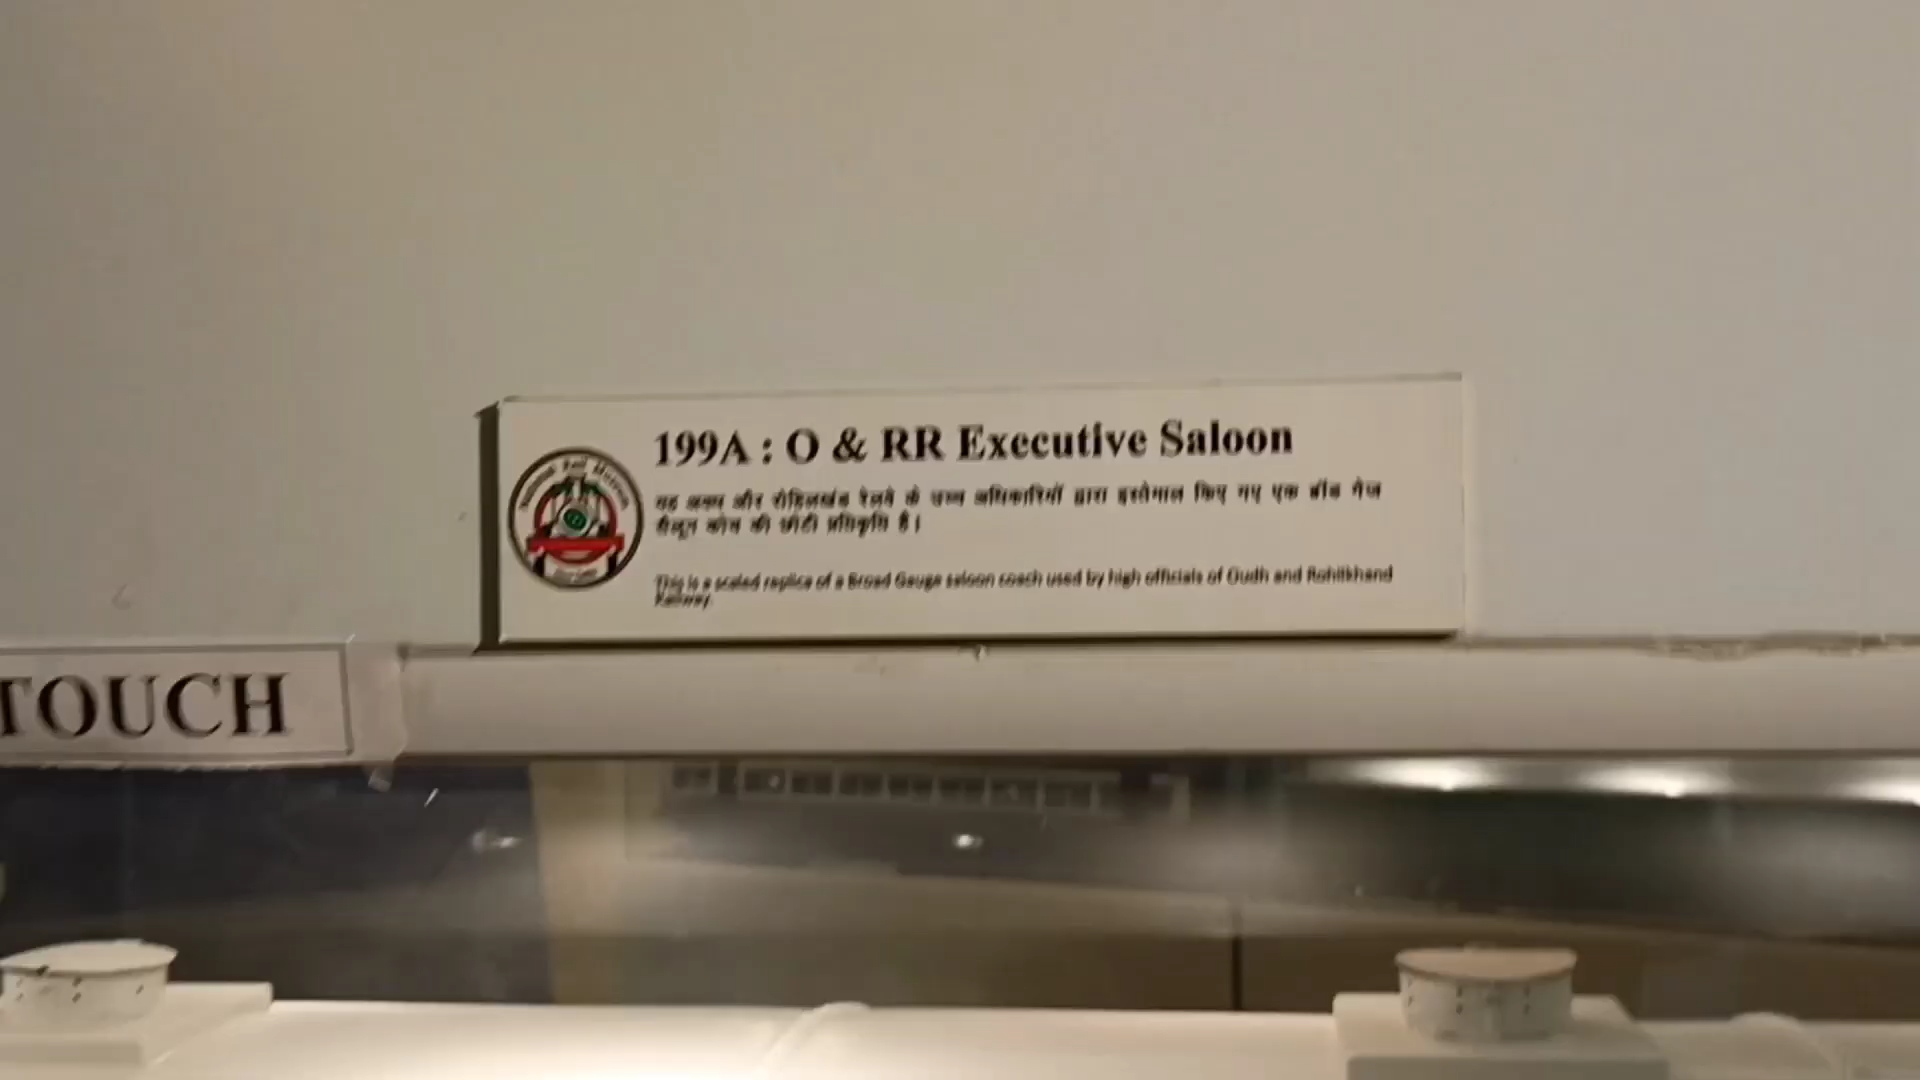 199A : O & RR Executive Saloon
यह अवध और रोहिलखंड रेलवे के उच्च अधिकारियों द्वारा इस्तेमाल किए गए एक ब्रॉड गेज
सैलून कोच की छोटी प्रतिकृति है।
This is a scaled replica of a Broad Gauge saloon coach used by high officials of Oudh and Rohilkhand
Railway.
TOUCH